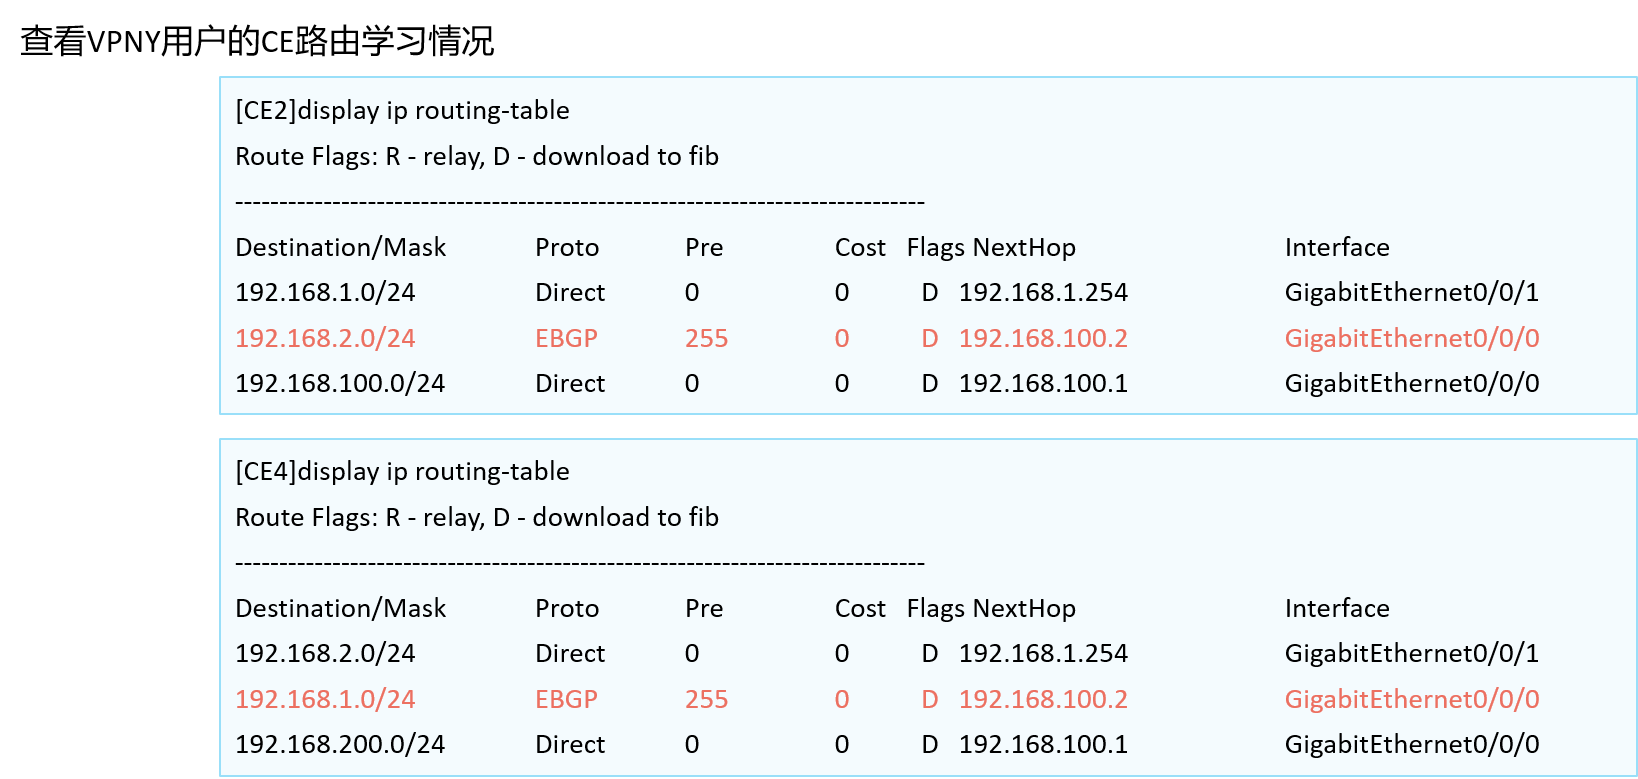 查看VPNY用户的CE路由学习情况
[CE2]display ip routing-table
Route Flags: R - relay, D - download to fib
------------------------------------------------------------------------------
Destination/Mask Proto Pre Cost Flags NextHop Interface
192.168.1.0/24 Direct 0 0 D 192.168.1.254 GigabitEthernet0/0/1
192.168.2.0/24 EBGP 255 0 D 192.168.100.2 GigabitEthernet0/0/0
192.168.100.0/24 Direct 0 0 D 192.168.100.1 GigabitEthernet0/0/0
[CE4]display ip routing-table
Route Flags: R - relay, D - download to fib
------------------------------------------------------------------------------
Destination/Mask Proto Pre Cost Flags NextHop Interface
192.168.2.0/24 Direct 0 0 D 192.168.1.254 GigabitEthernet0/0/1
192.168.1.0/24 EBGP 255 0 D 192.168.100.2 GigabitEthernet0/0/0
192.168.200.0/24 Direct 0 0 D 192.168.100.1 GigabitEthernet0/0/0